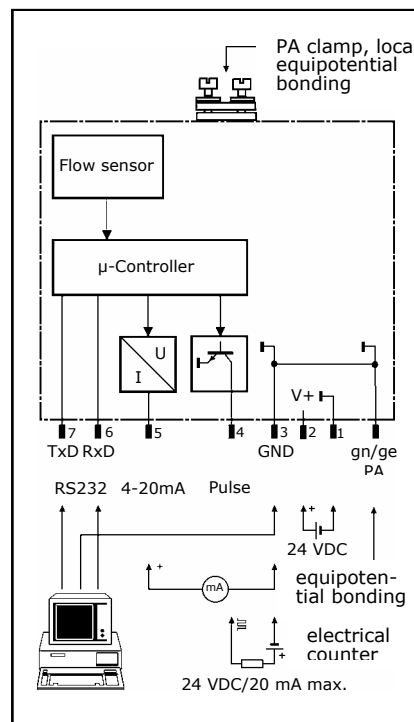 PA clamp, loca
equipotential
bonding
Flow sensor
µ-Controller
U
I
V+
7
6
5
4
3
2
1
TxD RxD
GND
gn/ge
PA
RS232 4-20mA Pulse
+
24 VDC
+
mA
equipoten-
tial bonding
electrical
counter
+
24 VDC/20 mA max.